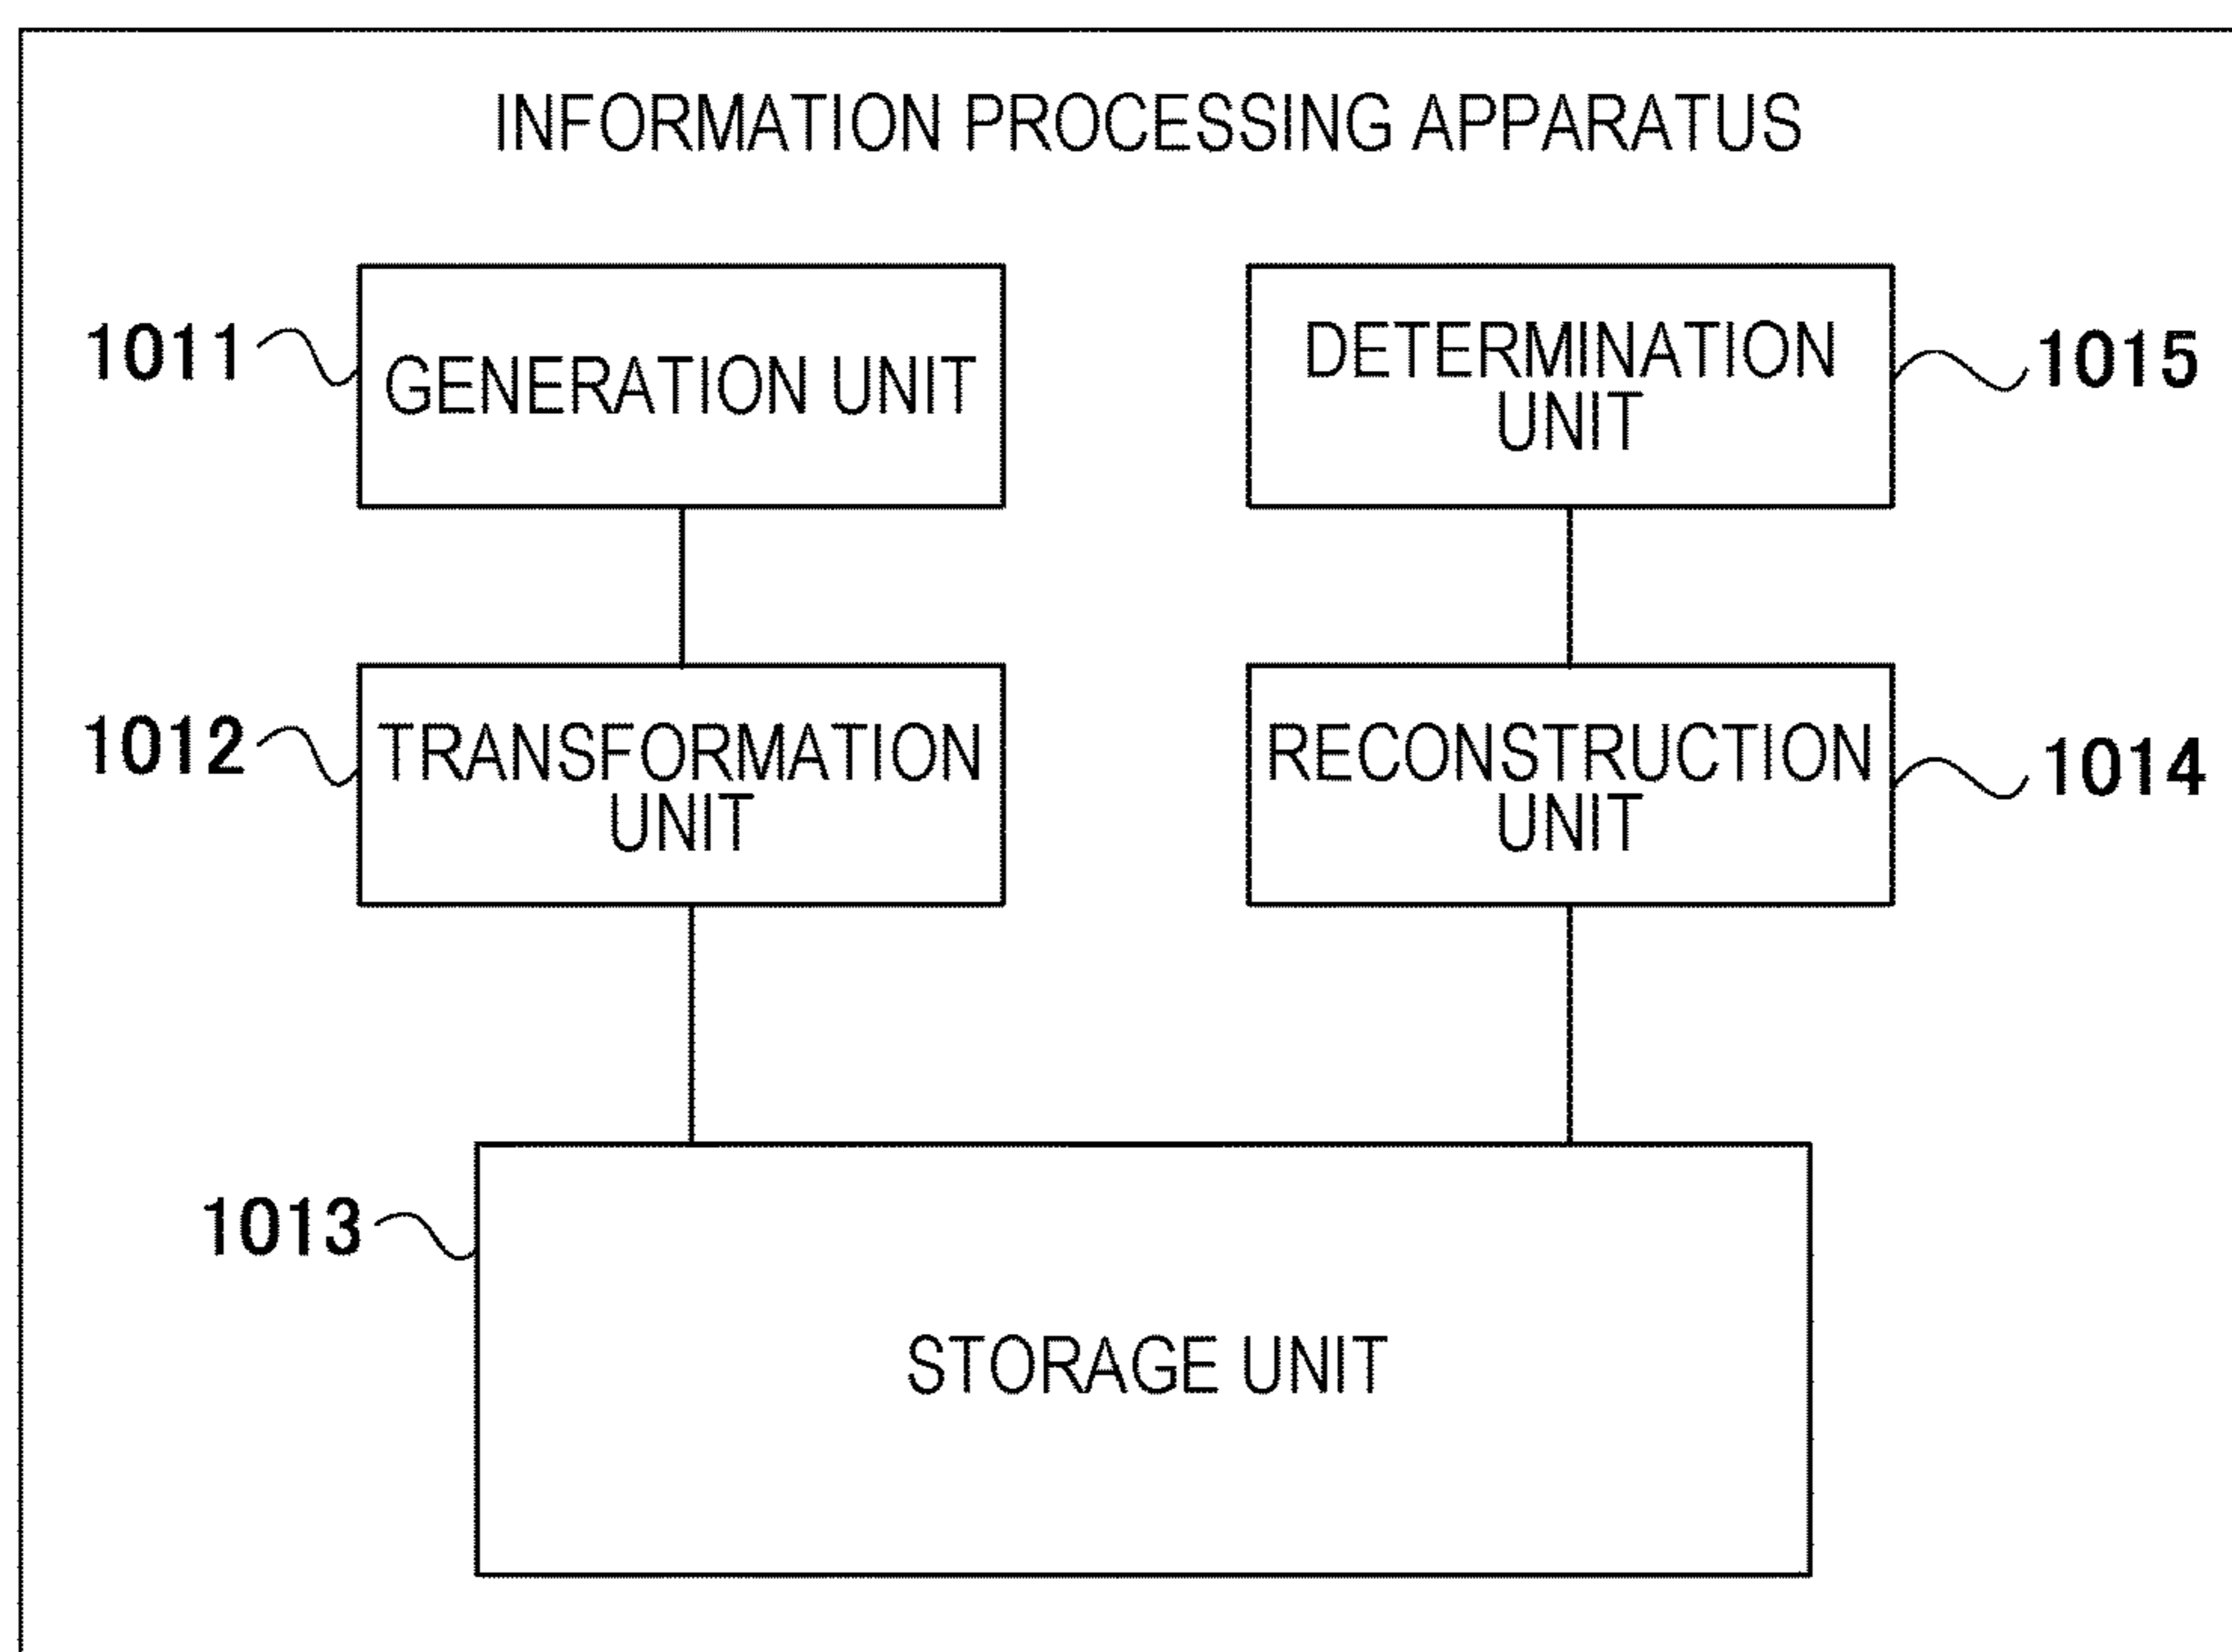 INFORMATION PROCESSING APPARATUS
1011
GENERATION UNIT
DETERMINATION
UNIT
1015
1012
TRANSFORMATION
UNIT
RECONSTRUCTION
UNIT
1014
1013
STORAGE UNIT